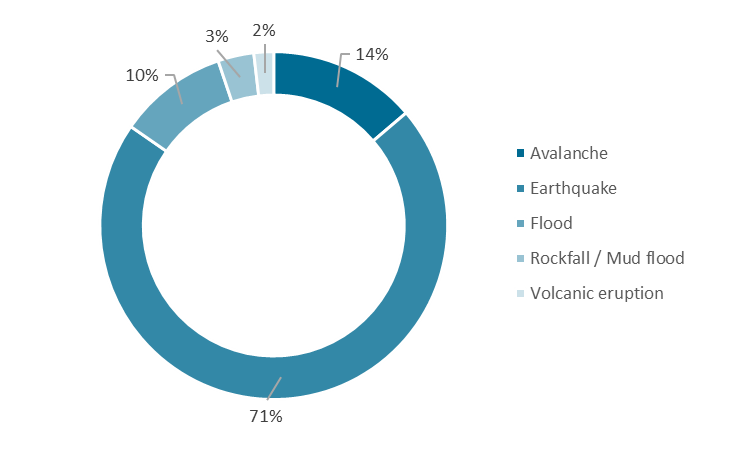 2%
3%
14%
10%
71%
Avalanche
Earthquake
Flood
Rockfall / Mud flood
Volcanic eruption